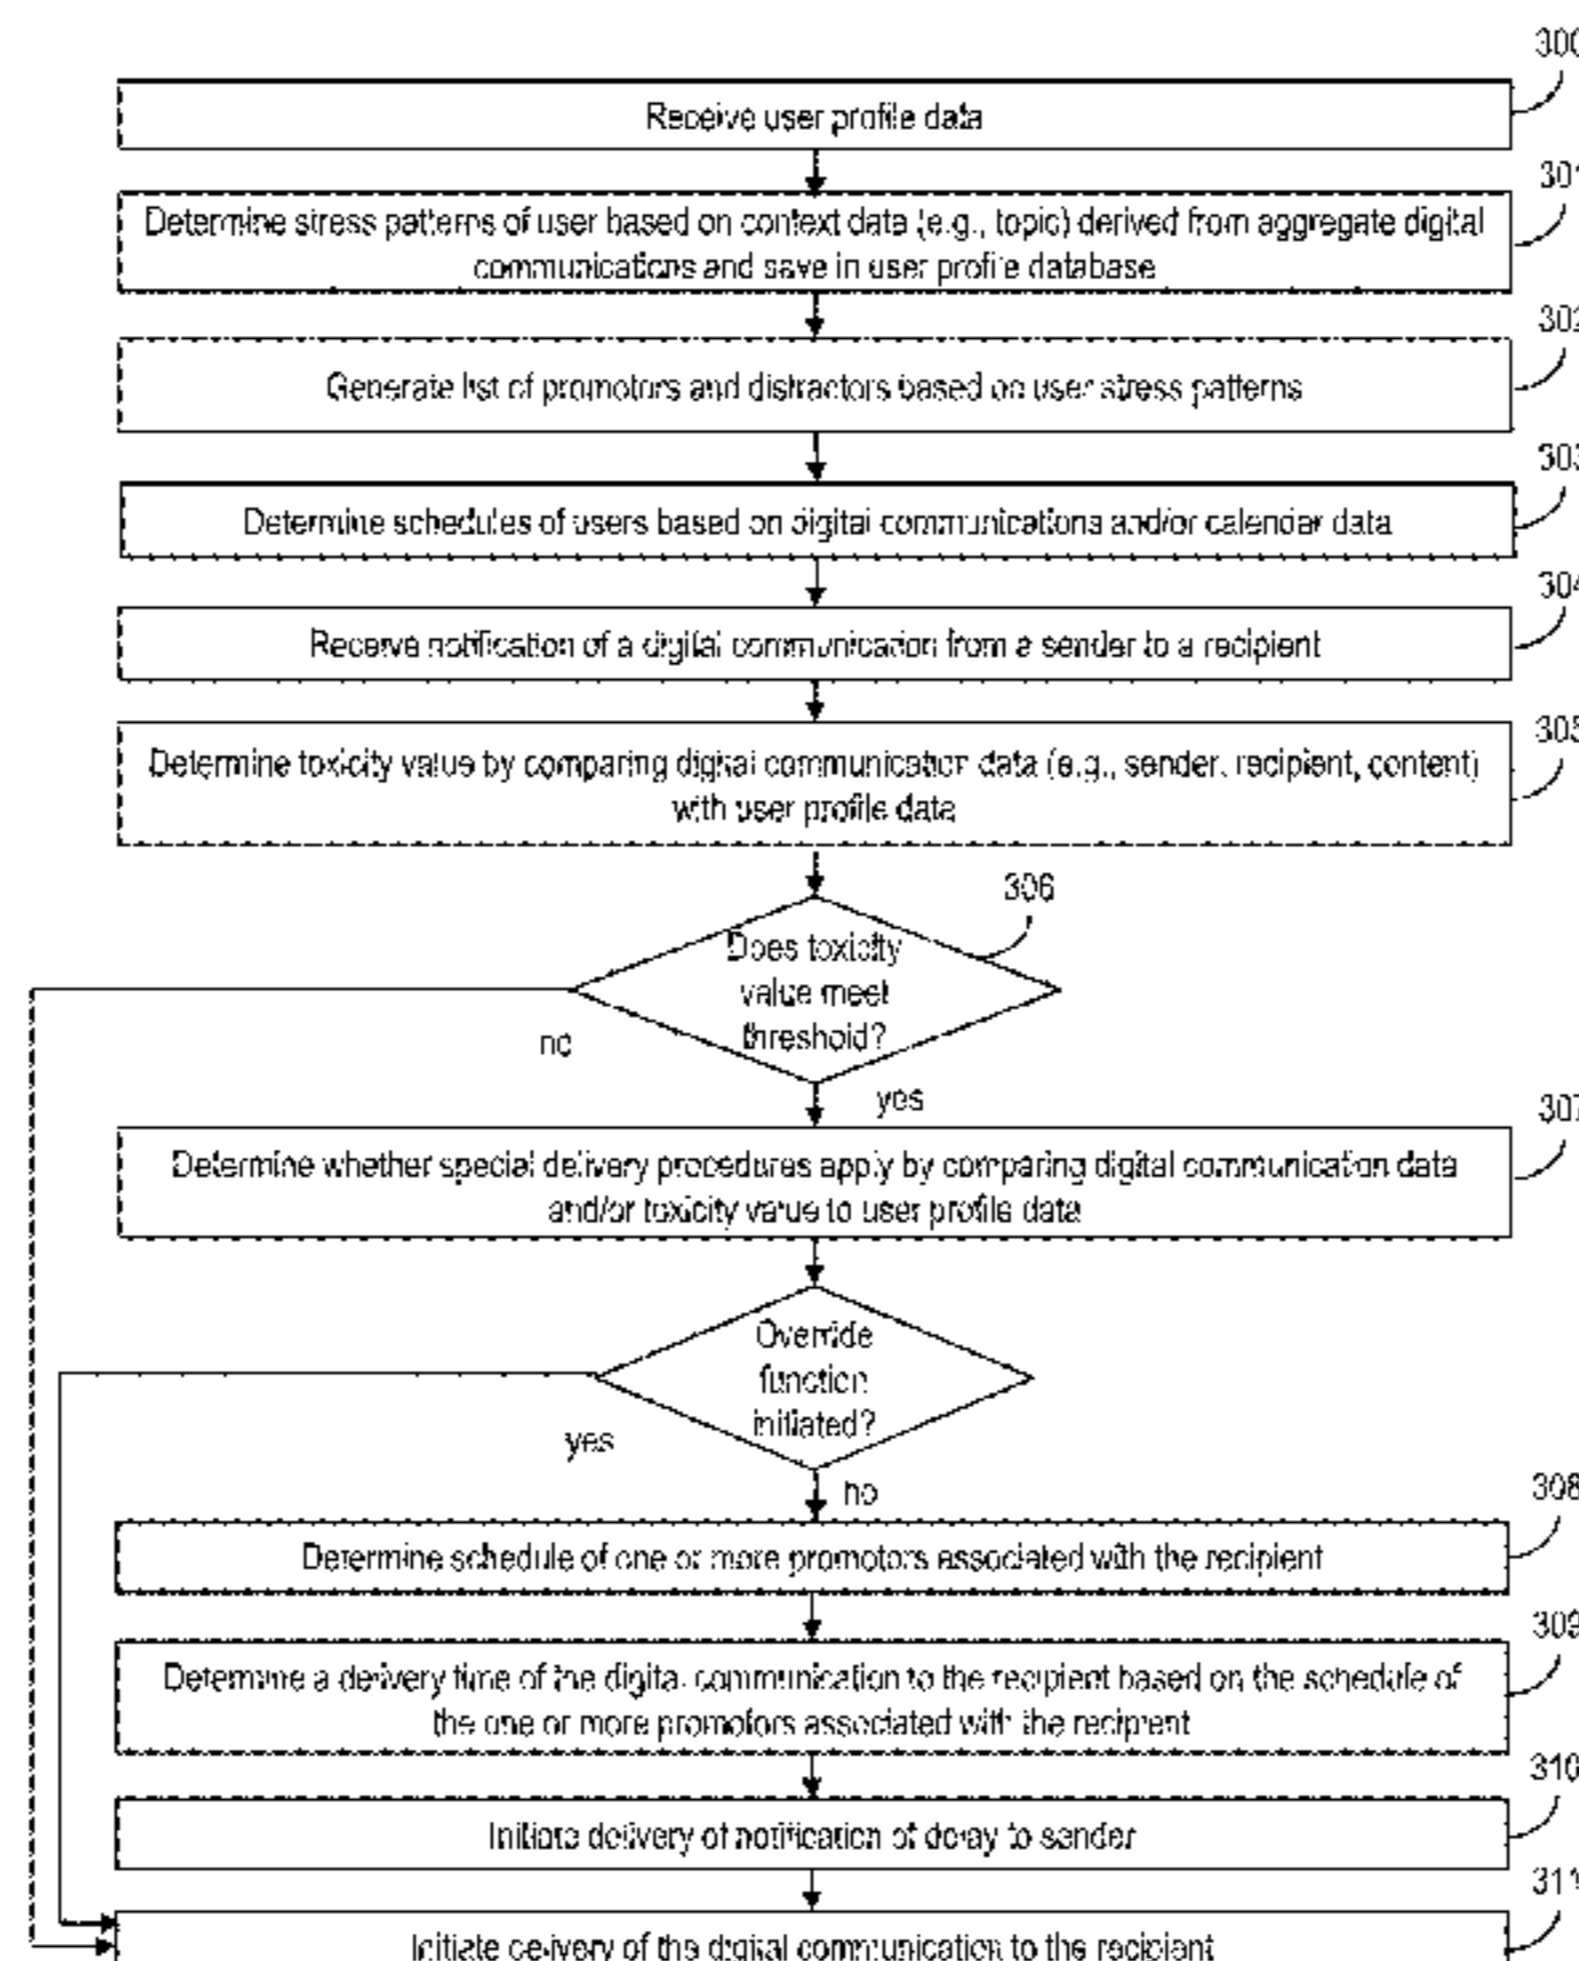 300
Receive user profile data
301
Determine stress patterns of user based on context data (e.g., topic) derived from aggregate digital
communications and save in user profile database
302
Generate list of promotors and distractors based on user stress patterns
303
Determine schedules of users based on digital communications and/or calendar data
304
Receive notification of a digital communication from a sender to a recipient
305
Determine toxicity value by comparing digital communication data (e.g., sender, recipient, content)
with user profile data
306
Does toxicity
value meet
threshold?
no
yes
307
Determine whether special delivery procedures apply by comparing digital communication data
and/or toxicity value to user profile data
Override
function
initiated?
yes
no
308
Determine schedule of one or more promotors associated with the recipient
309
Determine a delivery time of the digital communication to the recipient based on the schedule of
the one or more promotors associated with the recipient
310
Initiate delivery of notification of delay to sender
311
Initiate delivery of the digital communication to the recipient